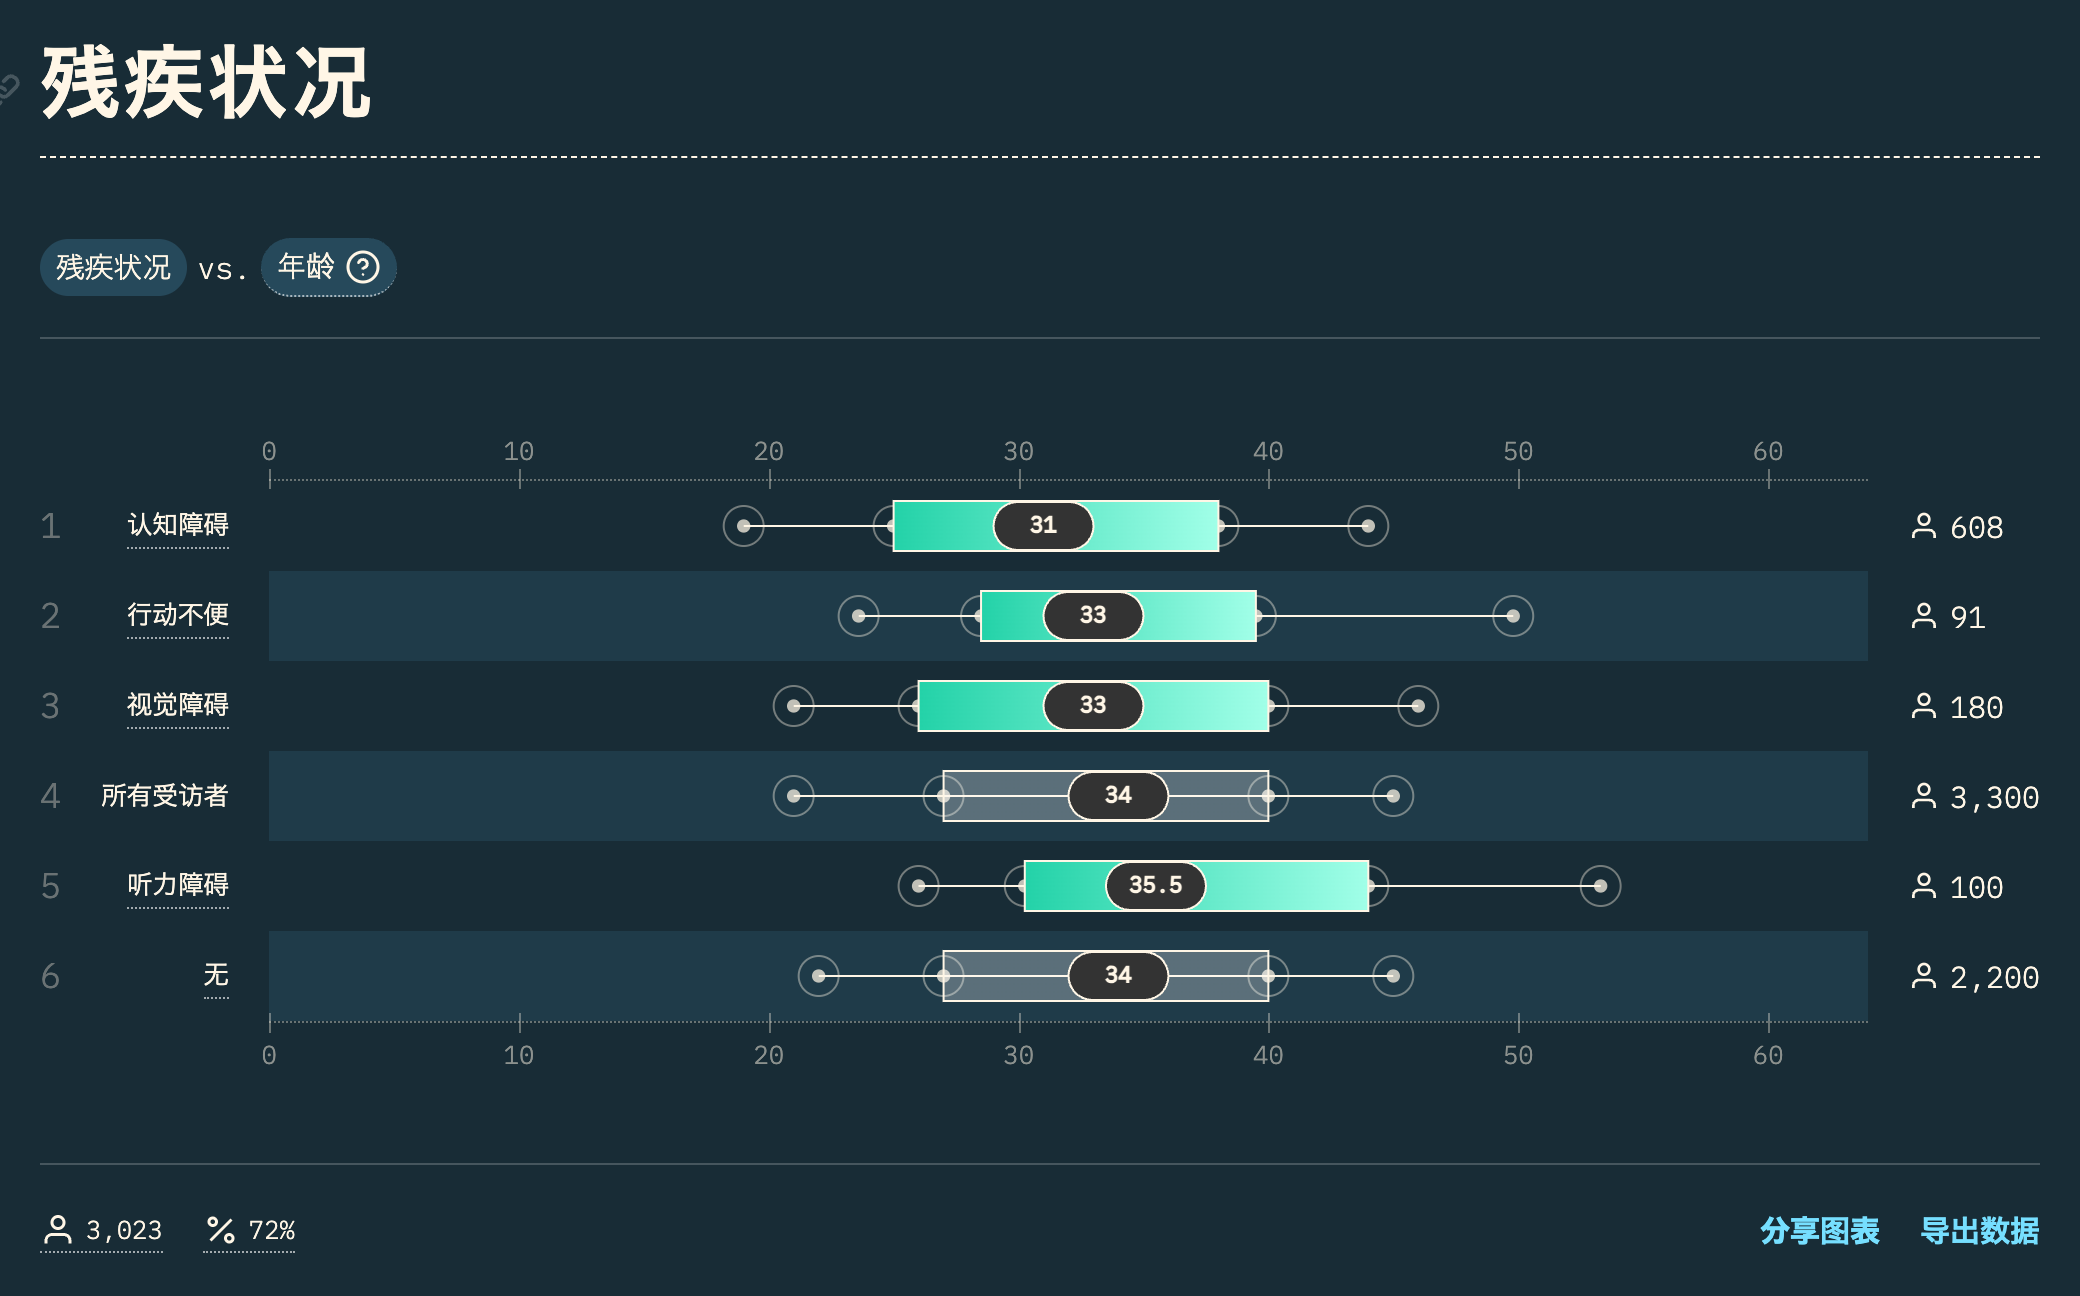 残疾状况
残疾状况 vs. 年龄
0 10 20 30 40 50 60
1 认知障碍 31 608
2 行动不便 33 91
3 视觉障碍 33 180
4 所有受访者 34 3,300
5 听力障碍 35.5 100
6 无 34 2,200
0 10 20 30 40 50 60
3,023 72% 分享图表 导出数据